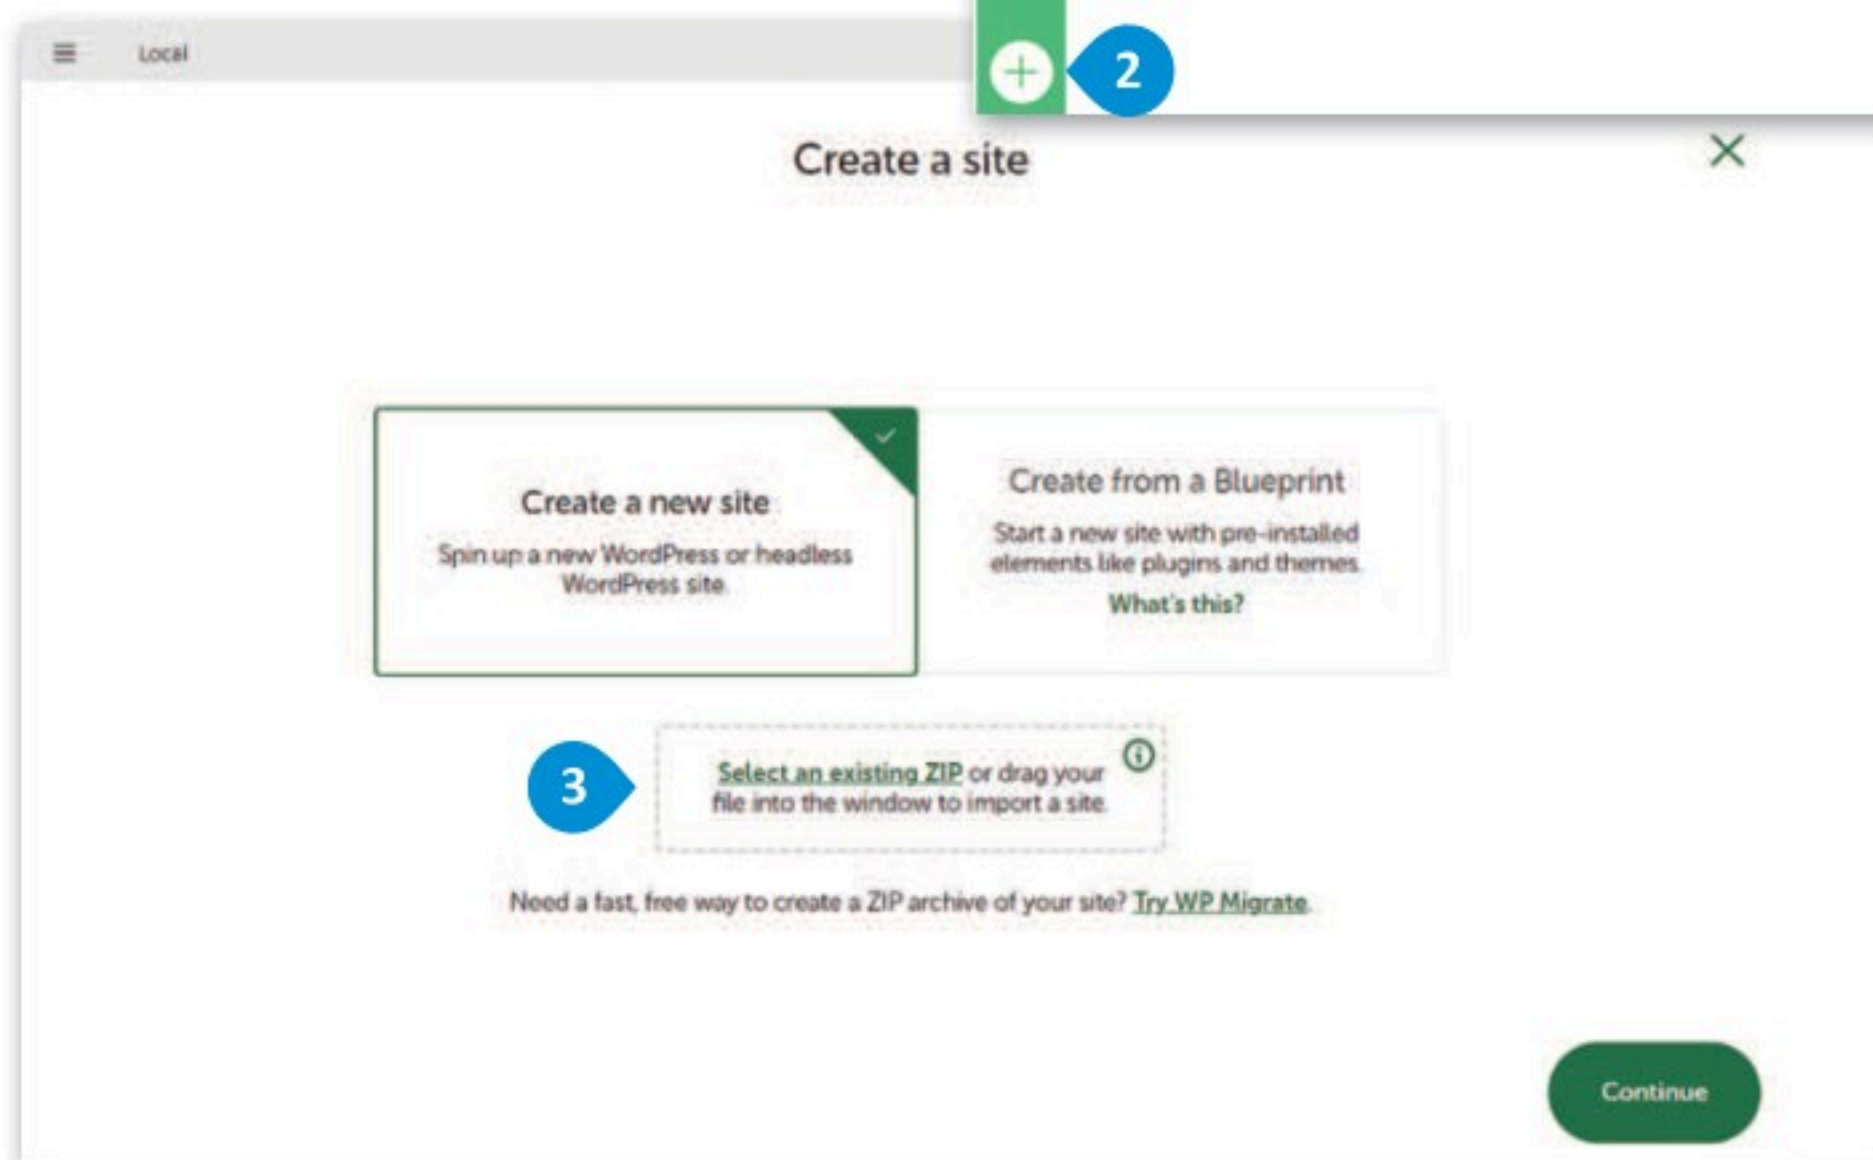 Local
2
Create a site
Create a new site
Spin up a new WordPress or headless
WordPress site.
Create from a Blueprint
Start a new site with pre-installed
elements like plugins and themes.
What's this?
3
Select an existing ZIP or drag your
file into the window to import a site.
Need a fast, free way to create a ZIP archive of your site? Try WP Migrate.
Continue